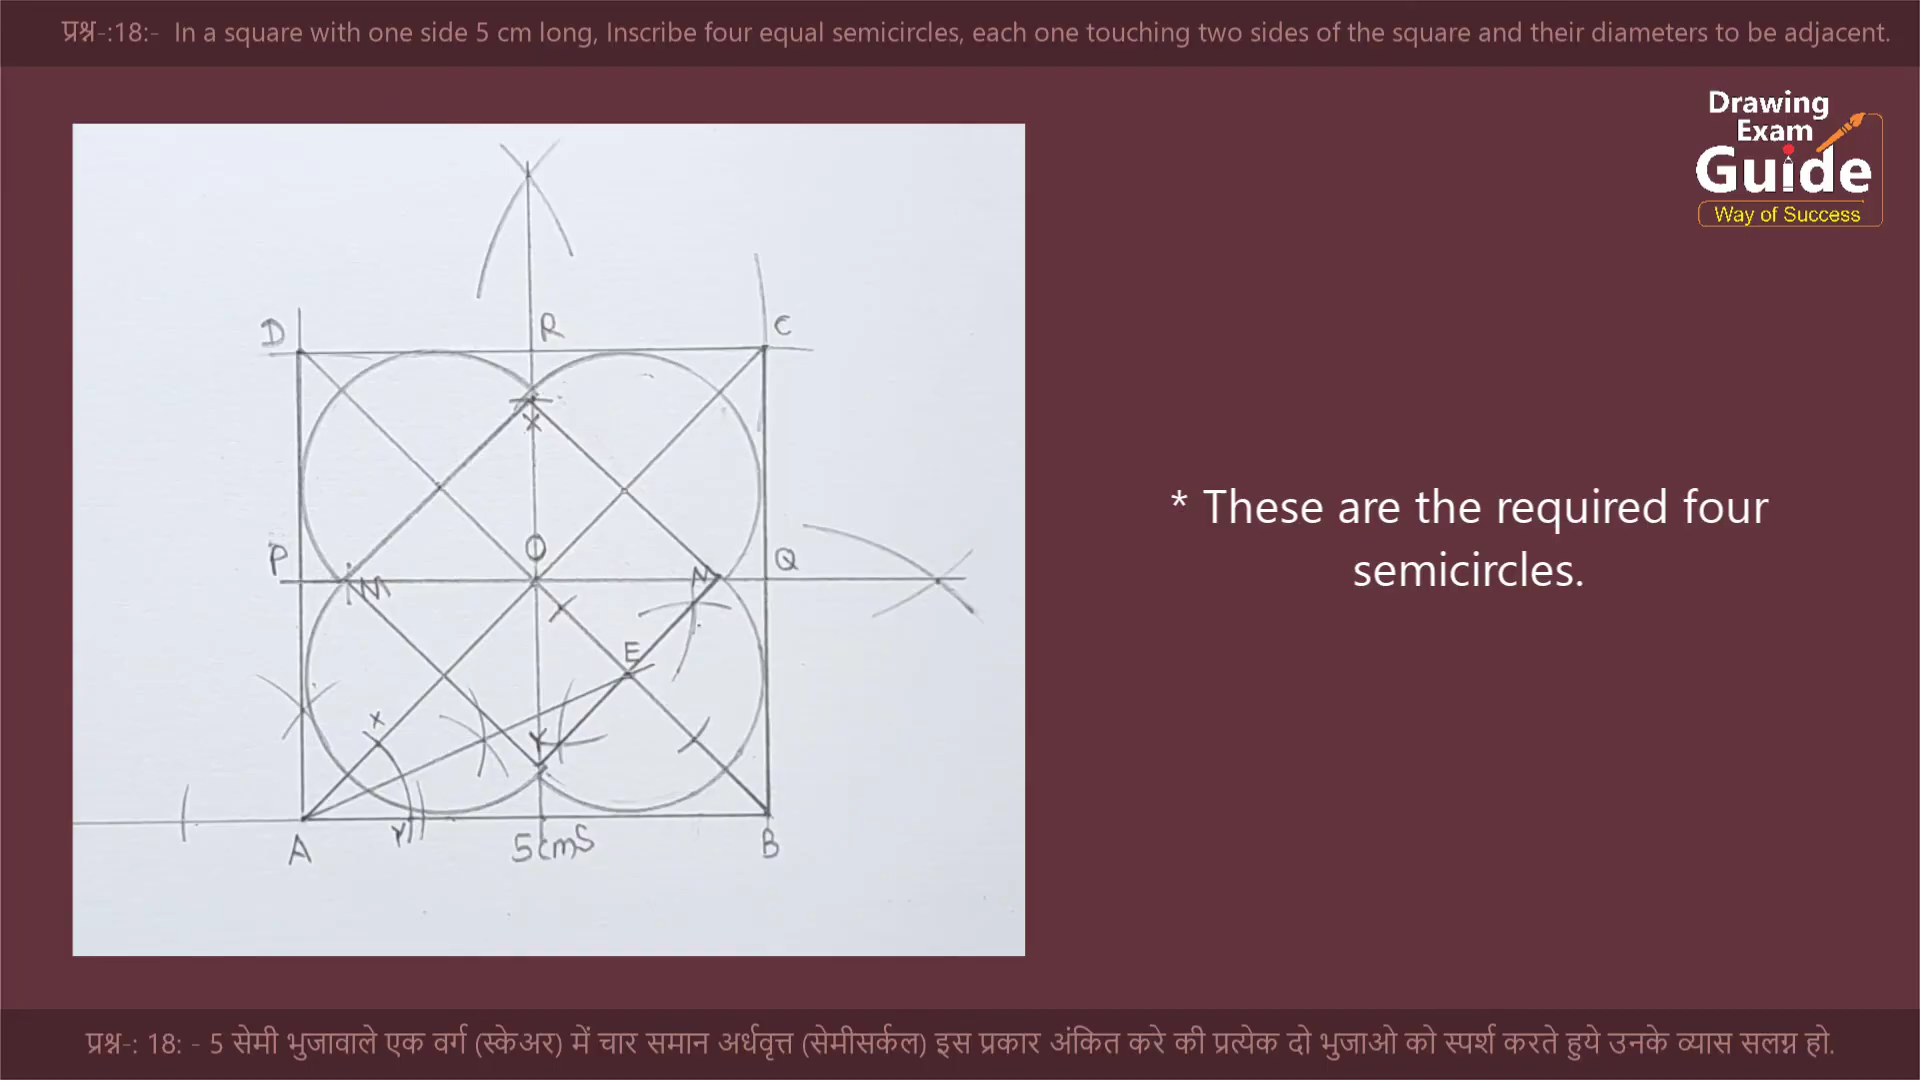 प्रश्न-:18:- In a square with one side 5 cm long, Inscribe four equal semicircles, each one touching two sides of the square and their diameters to be adjacent.
Drawing
Exam
Guide
Way of Success
D
R
C
X
P
M
O
N
Q
E
X
Y
A
Y
5cm
S
B
* These are the required four
semicircles.
प्रश्न-: 18: - 5 सेमी भुजावाले एक वर्ग (स्केअर) में चार समान अर्धवृत्त (सेमीसर्कल) इस प्रकार अंकित करे की प्रत्येक दो भुजाओ को स्पर्श करते हुये उनके व्यास सलग्न हो.